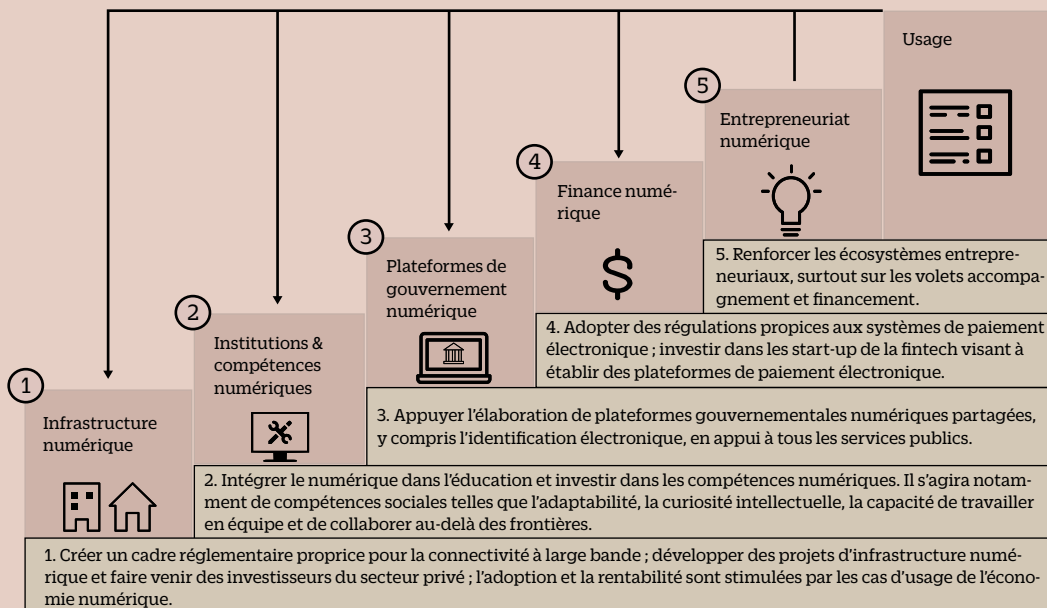 Usage
5
Entrepreneuriat
numérique
4
Finance numé-
rique
$
3
Plateformes de
gouvernement
numérique
2
Institutions &
compétences
numériques
1
Infrastructure
numérique
5. Renforcer les écosystèmes entrepre-
neuriaux, surtout sur les volets accompa-
gnement et financement.
4. Adopter des régulations propices aux systèmes de paiement
électronique ; investir dans les start-up de la fintech visant à
établir des plateformes de paiement électronique.
3. Appuyer l'élaboration de plateformes gouvernementales numériques partagées,
y compris l'identification électronique, en appui à tous les services publics.
2. Intégrer le numérique dans l'éducation et investir dans les compétences numériques. Il s'agira notam-
ment de compétences sociales telles que l'adaptabilité, la curiosité intellectuelle, la capacité de travailler
en équipe et de collaborer au-delà des frontières.
1. Créer un cadre réglementaire proprice pour la connectivité à large bande ; développer des projets d'infrastructure numé-
rique et faire venir des investisseurs du secteur privé ; l'adoption et la rentabilité sont stimulées par les cas d'usage de l'écono-
mie numérique.